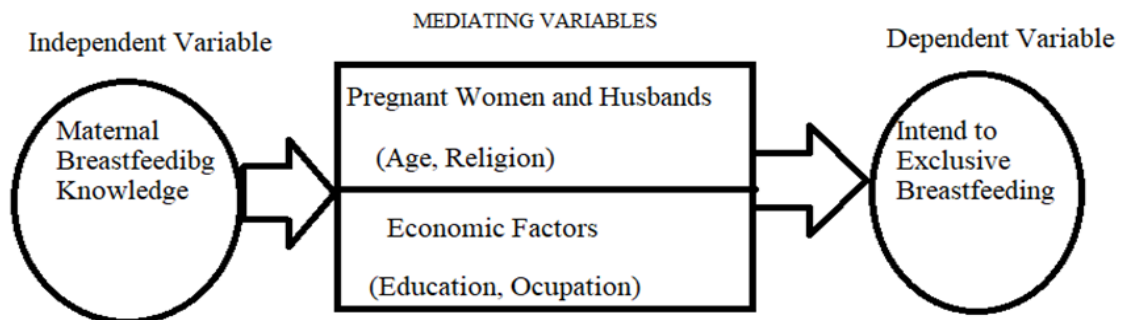 MEDIATING VARIABLES
Independent Variable
Dependent Variable
Maternal
Breastfeedibg
Knowledge
Pregnant Women and Husbands
(Age, Religion)
Economic Factors
(Education, Ocupation)
Intend to
Exclusive
Breastfeeding